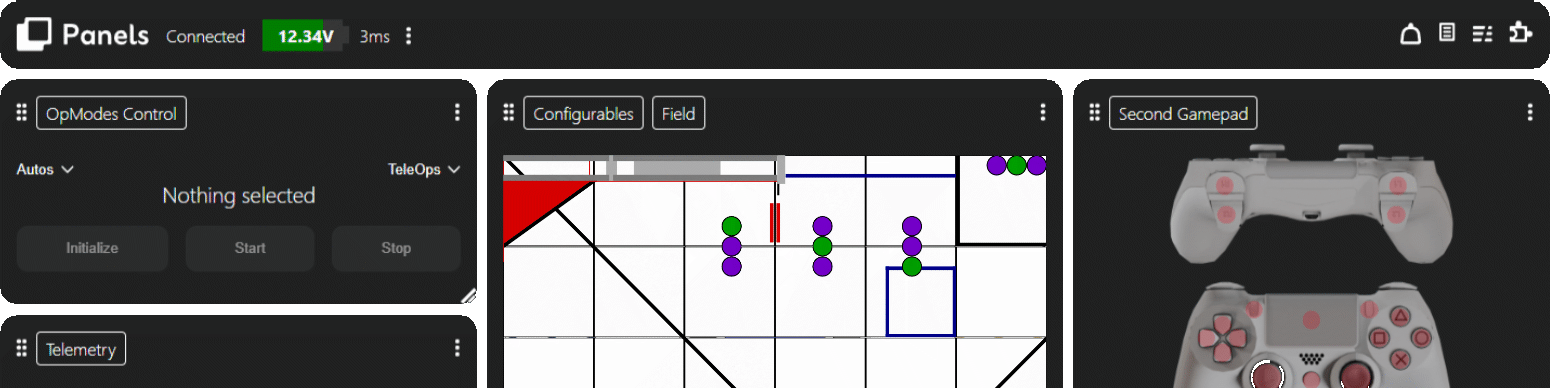 Panels Connected 12.34V 3ms
OpModes Control
Autos TeleOps
Nothing selected
Initialize Start Stop
Telemetry
Configurables Field
Second Gamepad